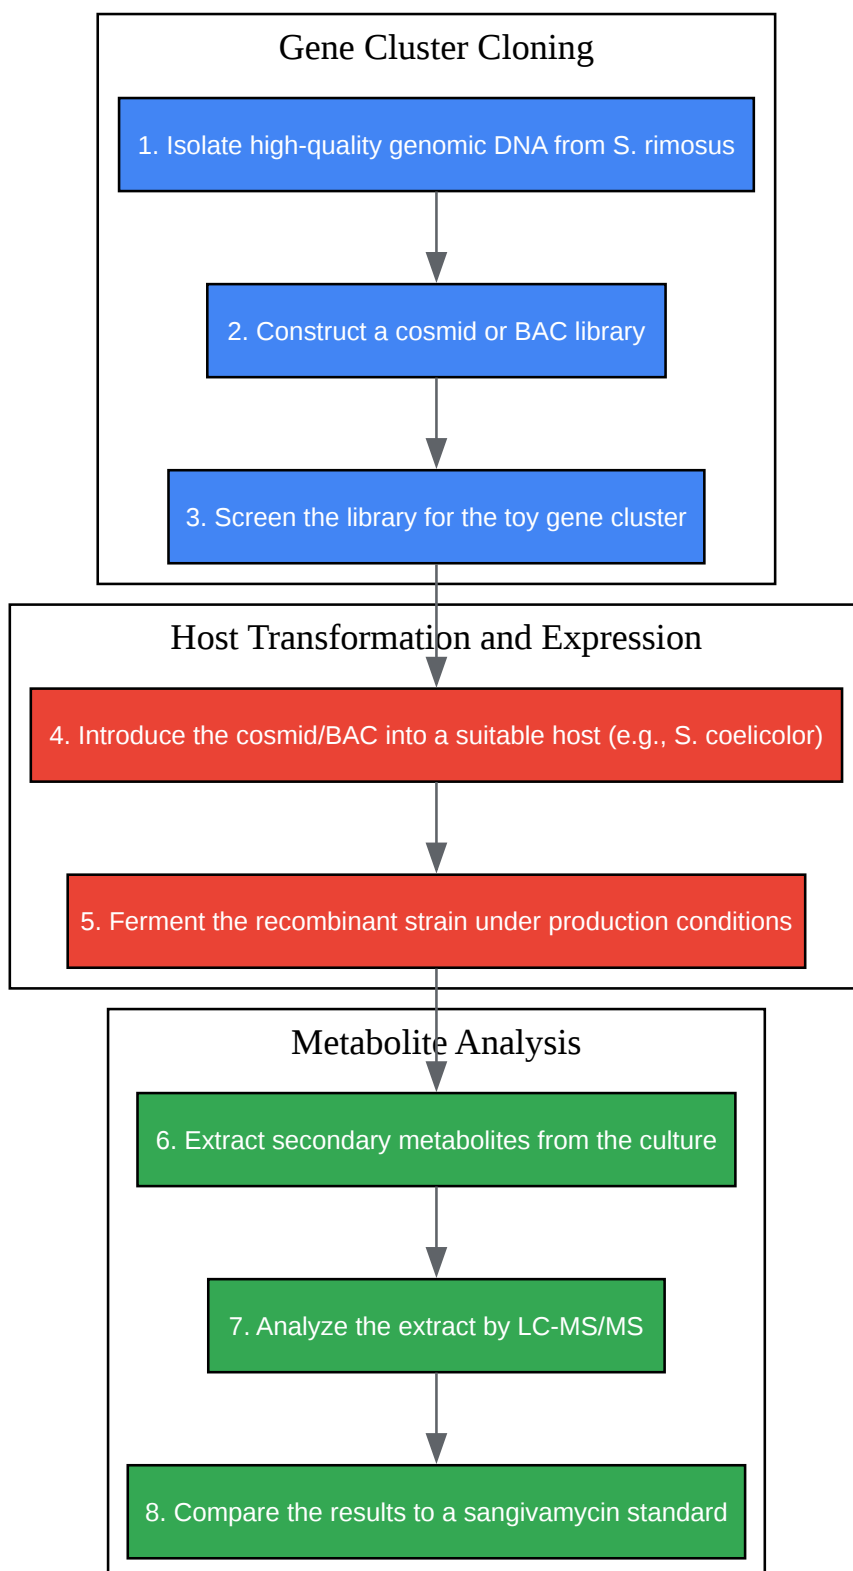 Gene Cluster Cloning
1. Isolate high-quality genomic DNA from S. rimosus
2. Construct a cosmid or BAC library
3. Screen the library for the toy gene cluster
Host Transformation and Expression
4. Introduce the cosmid/BAC into a suitable host (e.g., S. coelicolor)
5. Ferment the recombinant strain under production conditions
Metabolite Analysis
6. Extract secondary metabolites from the culture
7. Analyze the extract by LC-MS/MS
8. Compare the results to a sangivamycin standard